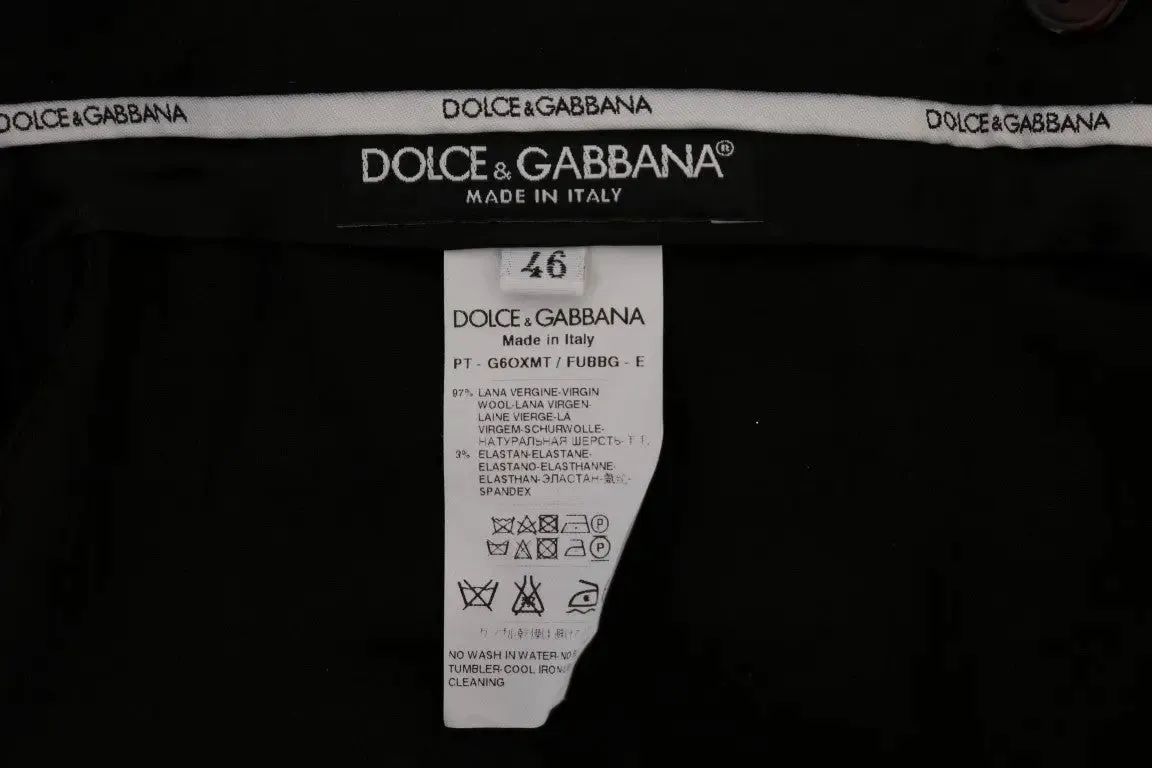 DOLCE&GABBANA DOLCE&GABBANA DOLCE&GABBANA
DOLCE&GABBANA®
MADE IN ITALY
46
DOLCE&GABBANA
Made in Italy
PT - G6OXMT / FUBBG - E
97% LANA VERGINE-VIRGIN
WOOL-LANA VIRGEN-
LAINE VIERGE-LÃ
VIRGEM-SCHURWOLLE-
НАТУРАЛЬНАЯ ШЕРСТЬ-
3% ELASTAN-ELASTANE-
ELASTANO-ELASTHANNE
ELASTHAN-ЭЛАСТАН-
SPANDEX
P
P
NO WASH IN WATER-NO
TUMBLER-COOL IRON
CLEANING